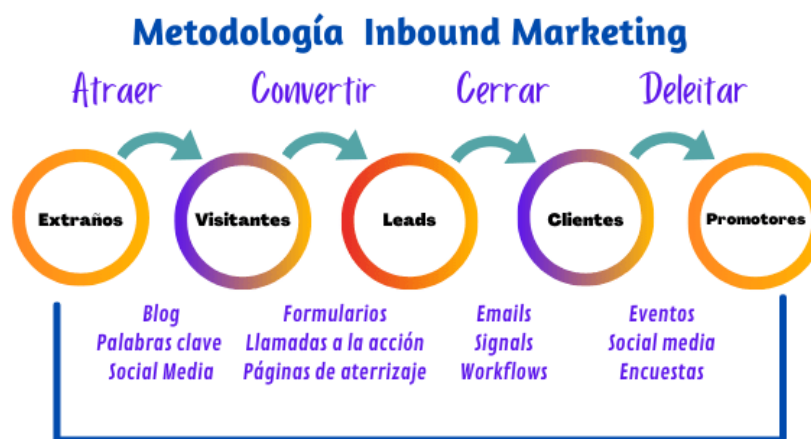 Metodología Inbound Marketing
Atraer
Convertir
Cerrar
Deleitar
Extraños
Visitantes
Leads
Clientes
Promotores
Blog
Palabras clave
Social Media
Formularios
Llamadas a la acción
Páginas de aterrizaje
Emails
Signals
Workflows
Eventos
Social media
Encuestas